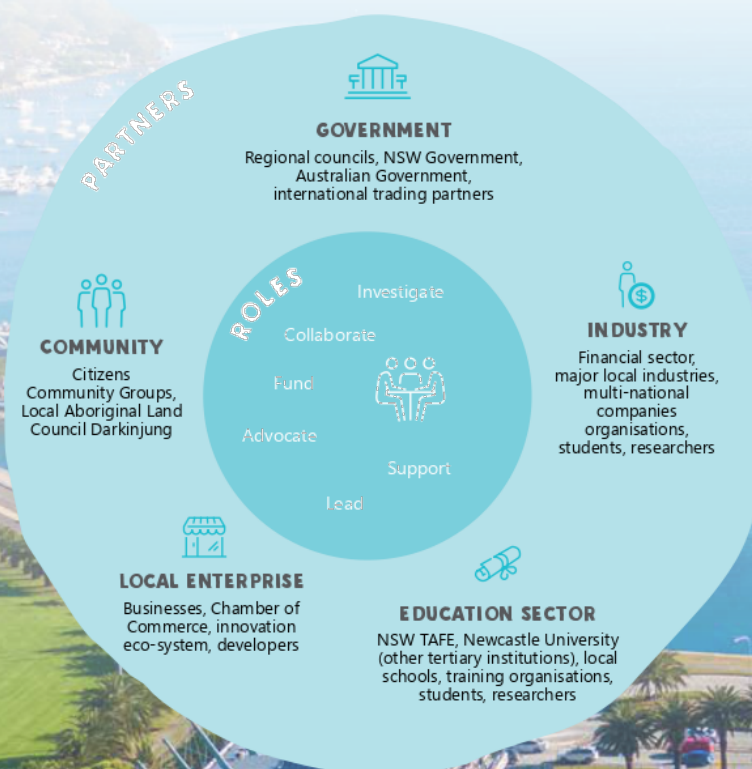 PARTNERS
GOVERNMENT
Regional councils, NSW Government,
Australian Government,
international trading partners
ROLES
Investigate
Collaborate
Fund
Advocate
Support
Lead
COMMUNITY
Citizens
Community Groups,
Local Aboriginal Land
Council Darkinjung
INDUSTRY
Financial sector,
major local industries,
multi-national
companies
organisations,
students, researchers
LOCAL ENTERPRISE
Businesses, Chamber of
Commerce, innovation
eco-system, developers
EDUCATION SECTOR
NSW TAFE, Newcastle University
(other tertiary institutions), local
schools, training organisations,
students, researchers